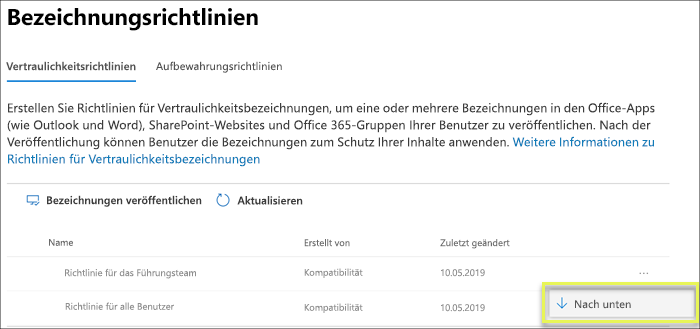 Bezeichnungsrichtlinien
Vertraulichkeitsrichtlinien Aufbewahrungsrichtlinien
Erstellen Sie Richtlinien für Vertraulichkeitsbezeichnungen, um eine oder mehrere Bezeichnungen in den Office-Apps
(wie Outlook und Word), SharePoint-Websites und Office 365-Gruppen Ihrer Benutzer zu veröffentlichen. Nach der
Veröffentlichung können Benutzer die Bezeichnungen zum Schutz Ihrer Inhalte anwenden. Weitere Informationen zu
Richtlinien für Vertraulichkeitsbezeichnungen
Bezeichnungen veröffentlichen Aktualisieren
Name Erstellt von Zuletzt geändert
Richtlinie für das Führungsteam Kompatibilität 10.05.2019 ...
Richtlinie für alle Benutzer Kompatibilität 10.05.2019 Nach unten